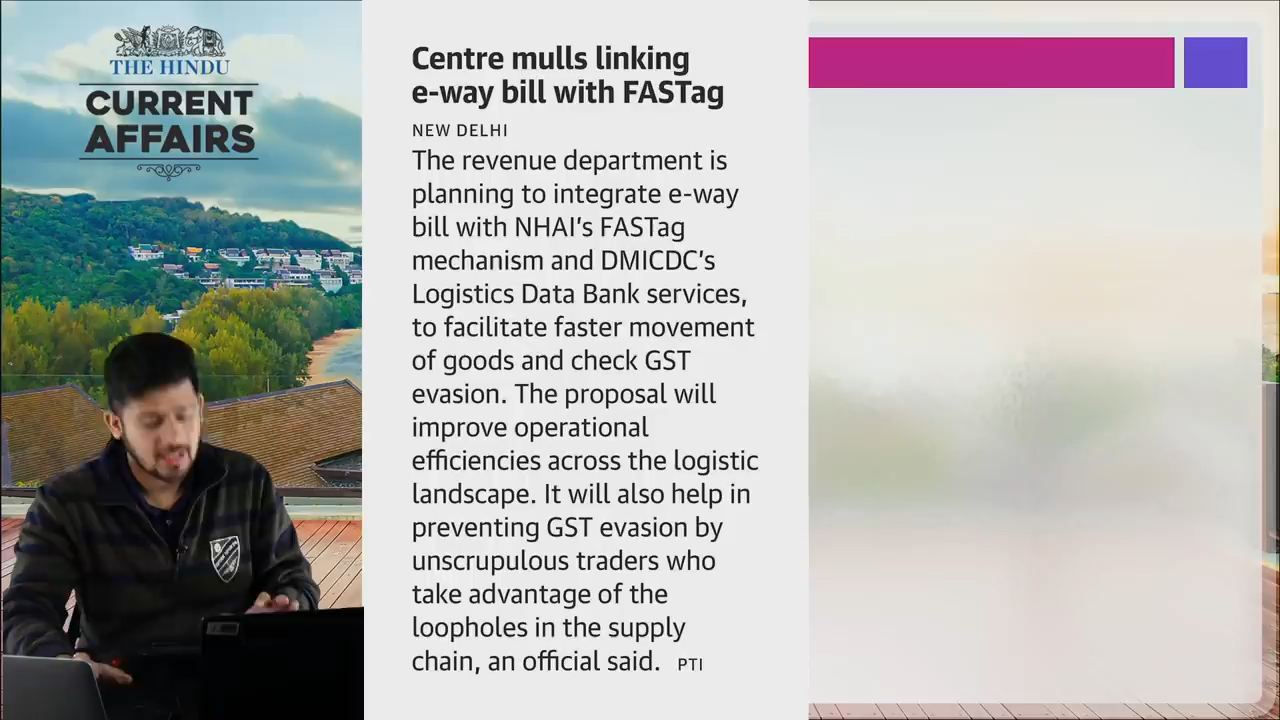 THE HINDU
CURRENT
AFFAIRS
Centre mulls linking
e-way bill with FASTag
NEW DELHI
The revenue department is
planning to integrate e-way
bill with NHAI's FASTag
mechanism and DMICDC's
Logistics Data Bank services,
to facilitate faster movement
of goods and check GST
evasion. The proposal will
improve operational
efficiencies across the logistic
landscape. It will also help in
preventing GST evasion by
unscrupulous traders who
take advantage of the
loopholes in the supply
chain, an official said. PTI